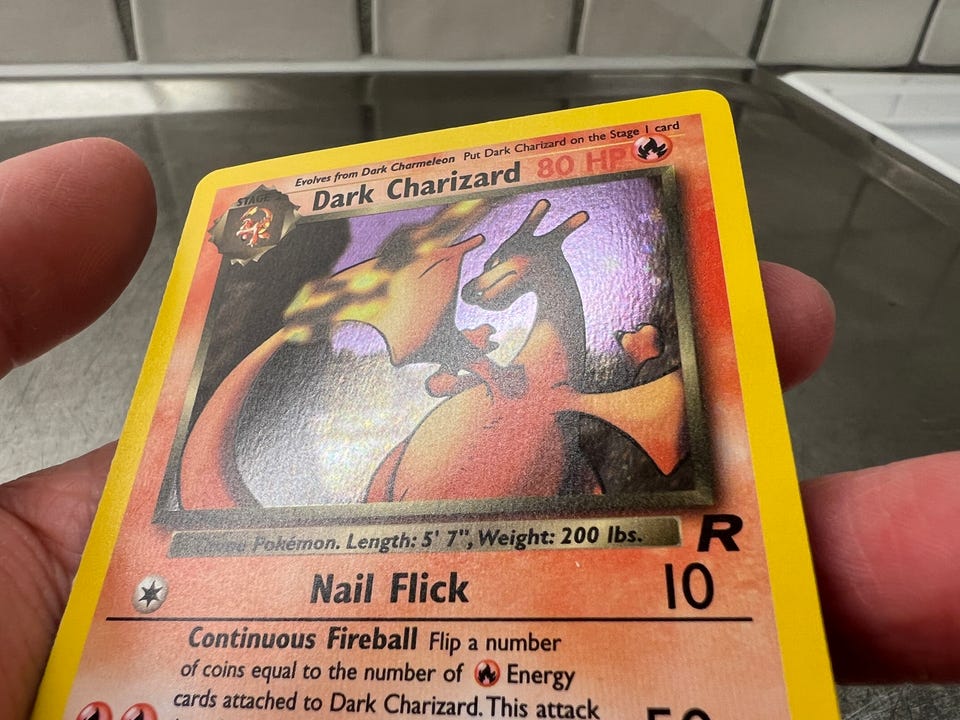 Evolves from Dark Charmeleon Put Dark Charizard on the Stage 1 card
STAGE
Dark Charizard 80 HP
Pokémon. Length: 5' 7", Weight: 200 lbs.
R
Nail Flick 10
Continuous Fireball Flip a number
of coins equal to the number of Energy
cards attached to Dark Charizard. This attack
50